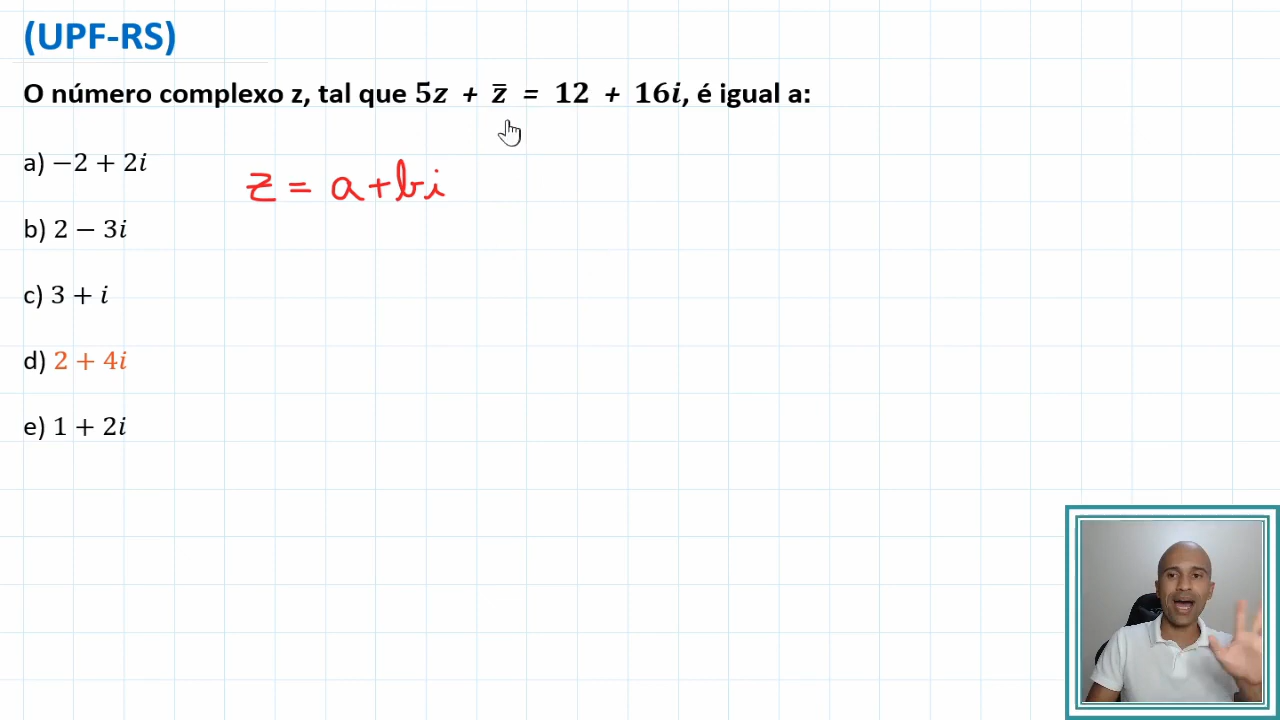 (UPF-RS)
O número complexo z, tal que 5z + z̄ = 12 + 16i, é igual a:
a) −2 + 2i
z = a+bi
b) 2 − 3i
c) 3 + i
d) 2 + 4i
e) 1 + 2i